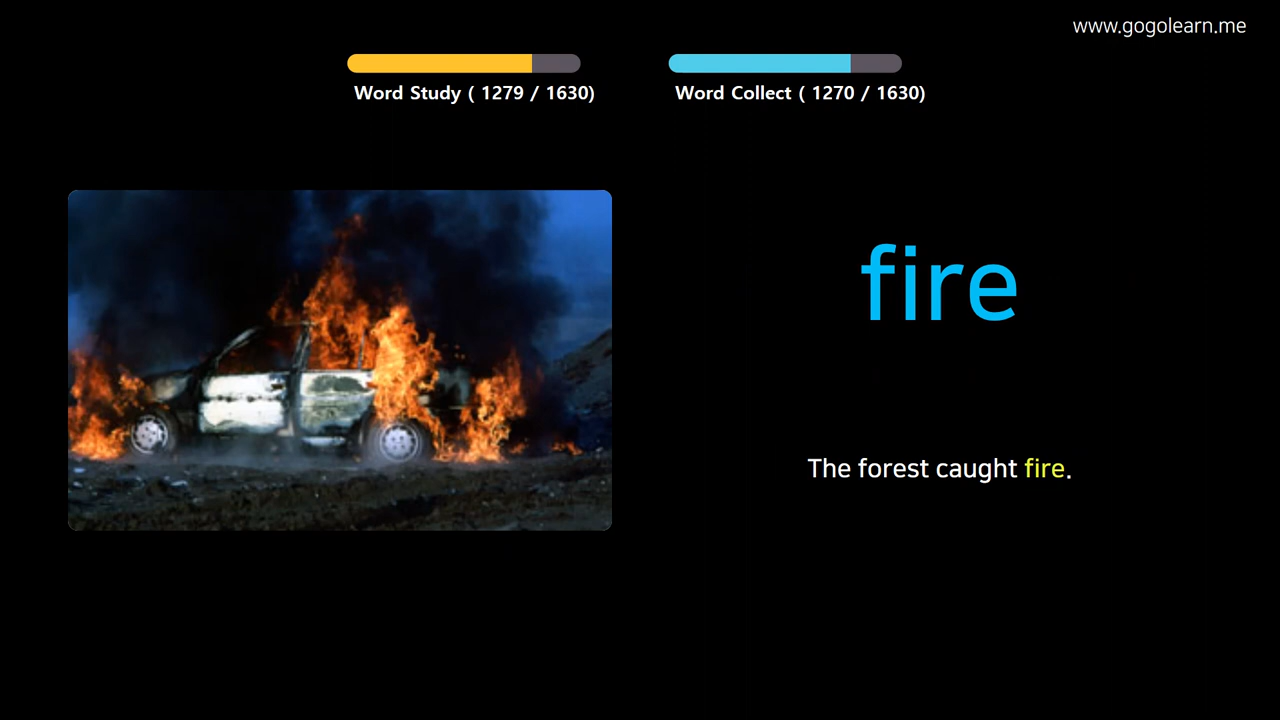 www.gogolearn.me
Word Study ( 1279 / 1630)
Word Collect ( 1270 / 1630)
fire
The forest caught fire.